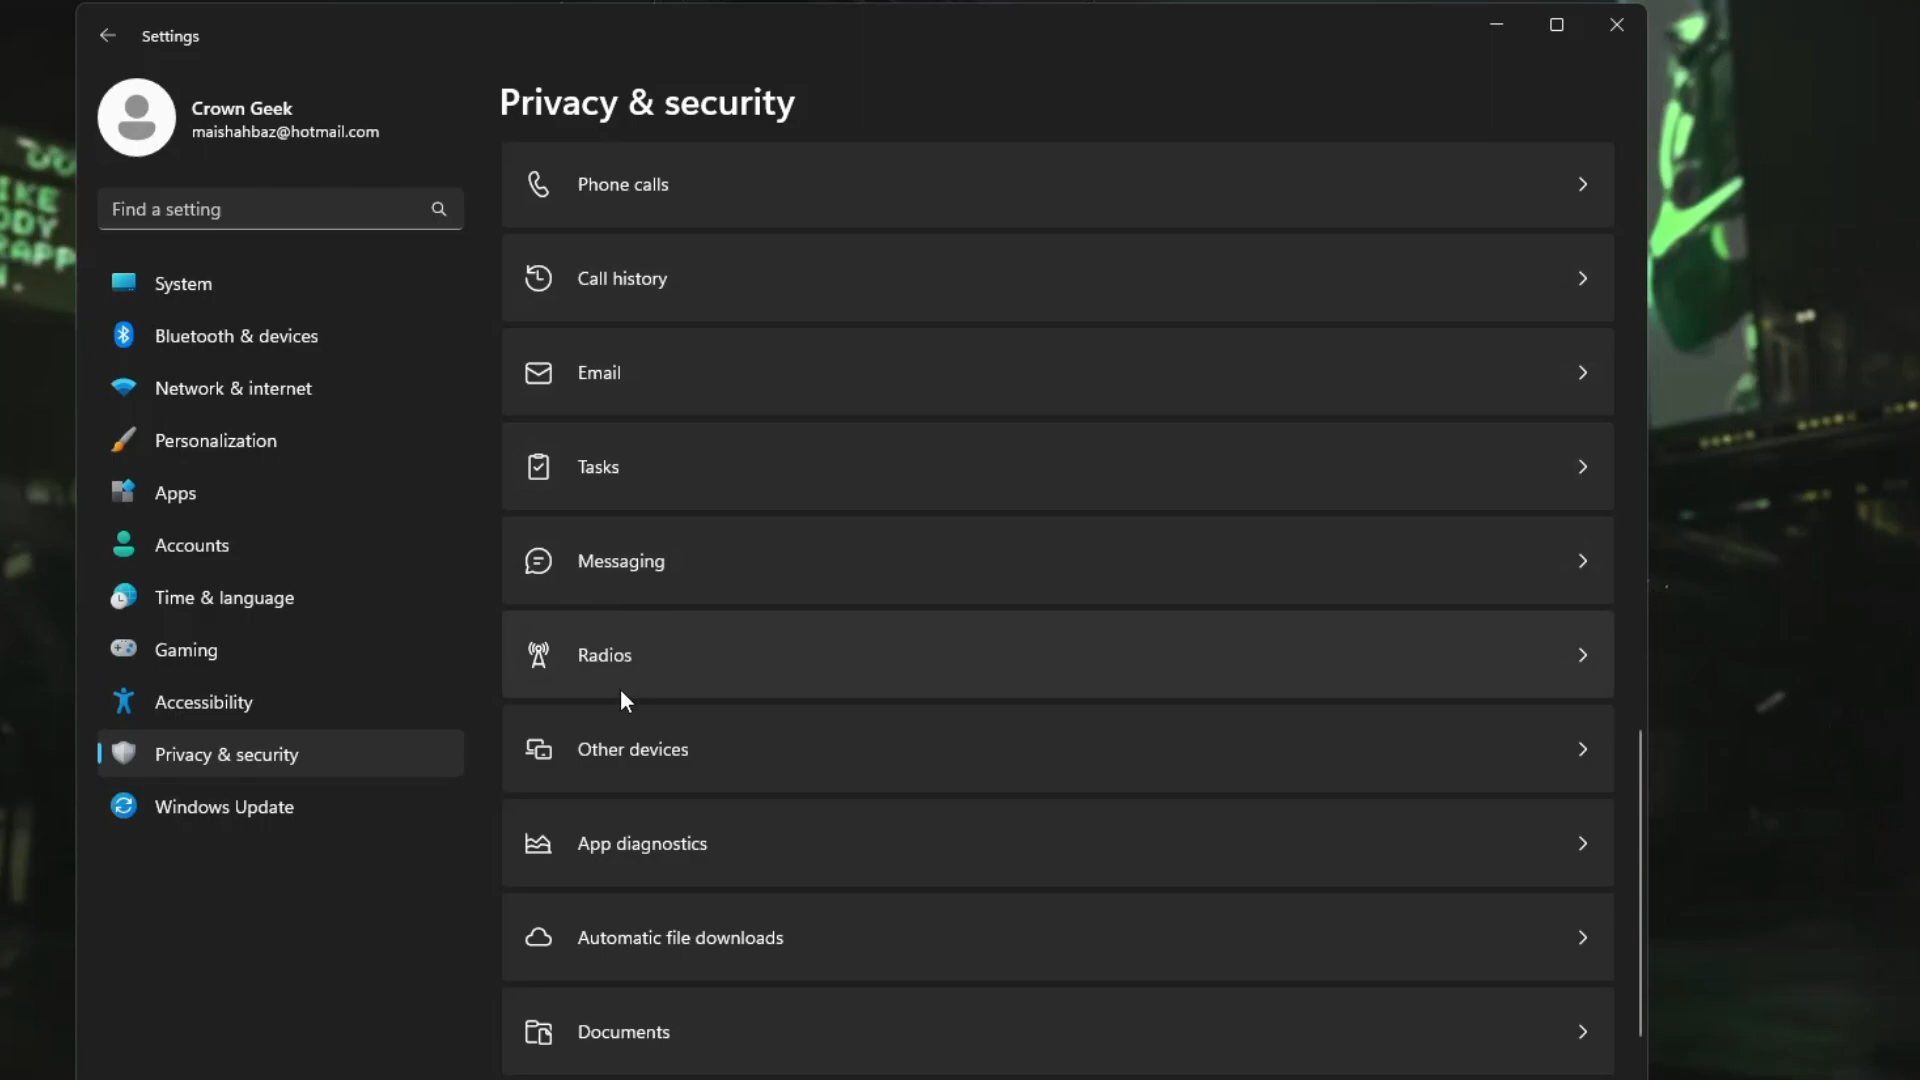 Settings
Crown Geek
maishahbaz@hotmail.com
Find a setting
System
Bluetooth & devices
Network & internet
Personalization
Apps
Accounts
Time & language
Gaming
Accessibility
Privacy & security
Windows Update
Privacy & security
Phone calls
Call history
Email
Tasks
Messaging
Radios
Other devices
App diagnostics
Automatic file downloads
Documents